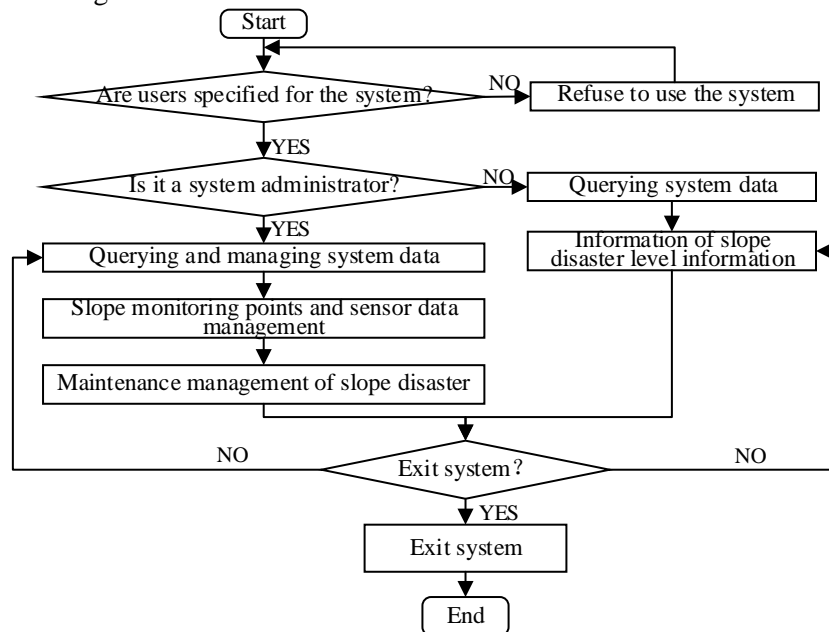 Start
Are users specified for the system?
NO
Refuse to use the system
YES
Is it a system administrator?
NO
Querying system data
YES
Querying and managing system data
Information of slope
disaster level information
Slope monitoring points and sensor data
management
Maintenance management of slope disaster
NO
Exit system?
NO
YES
Exit system
End